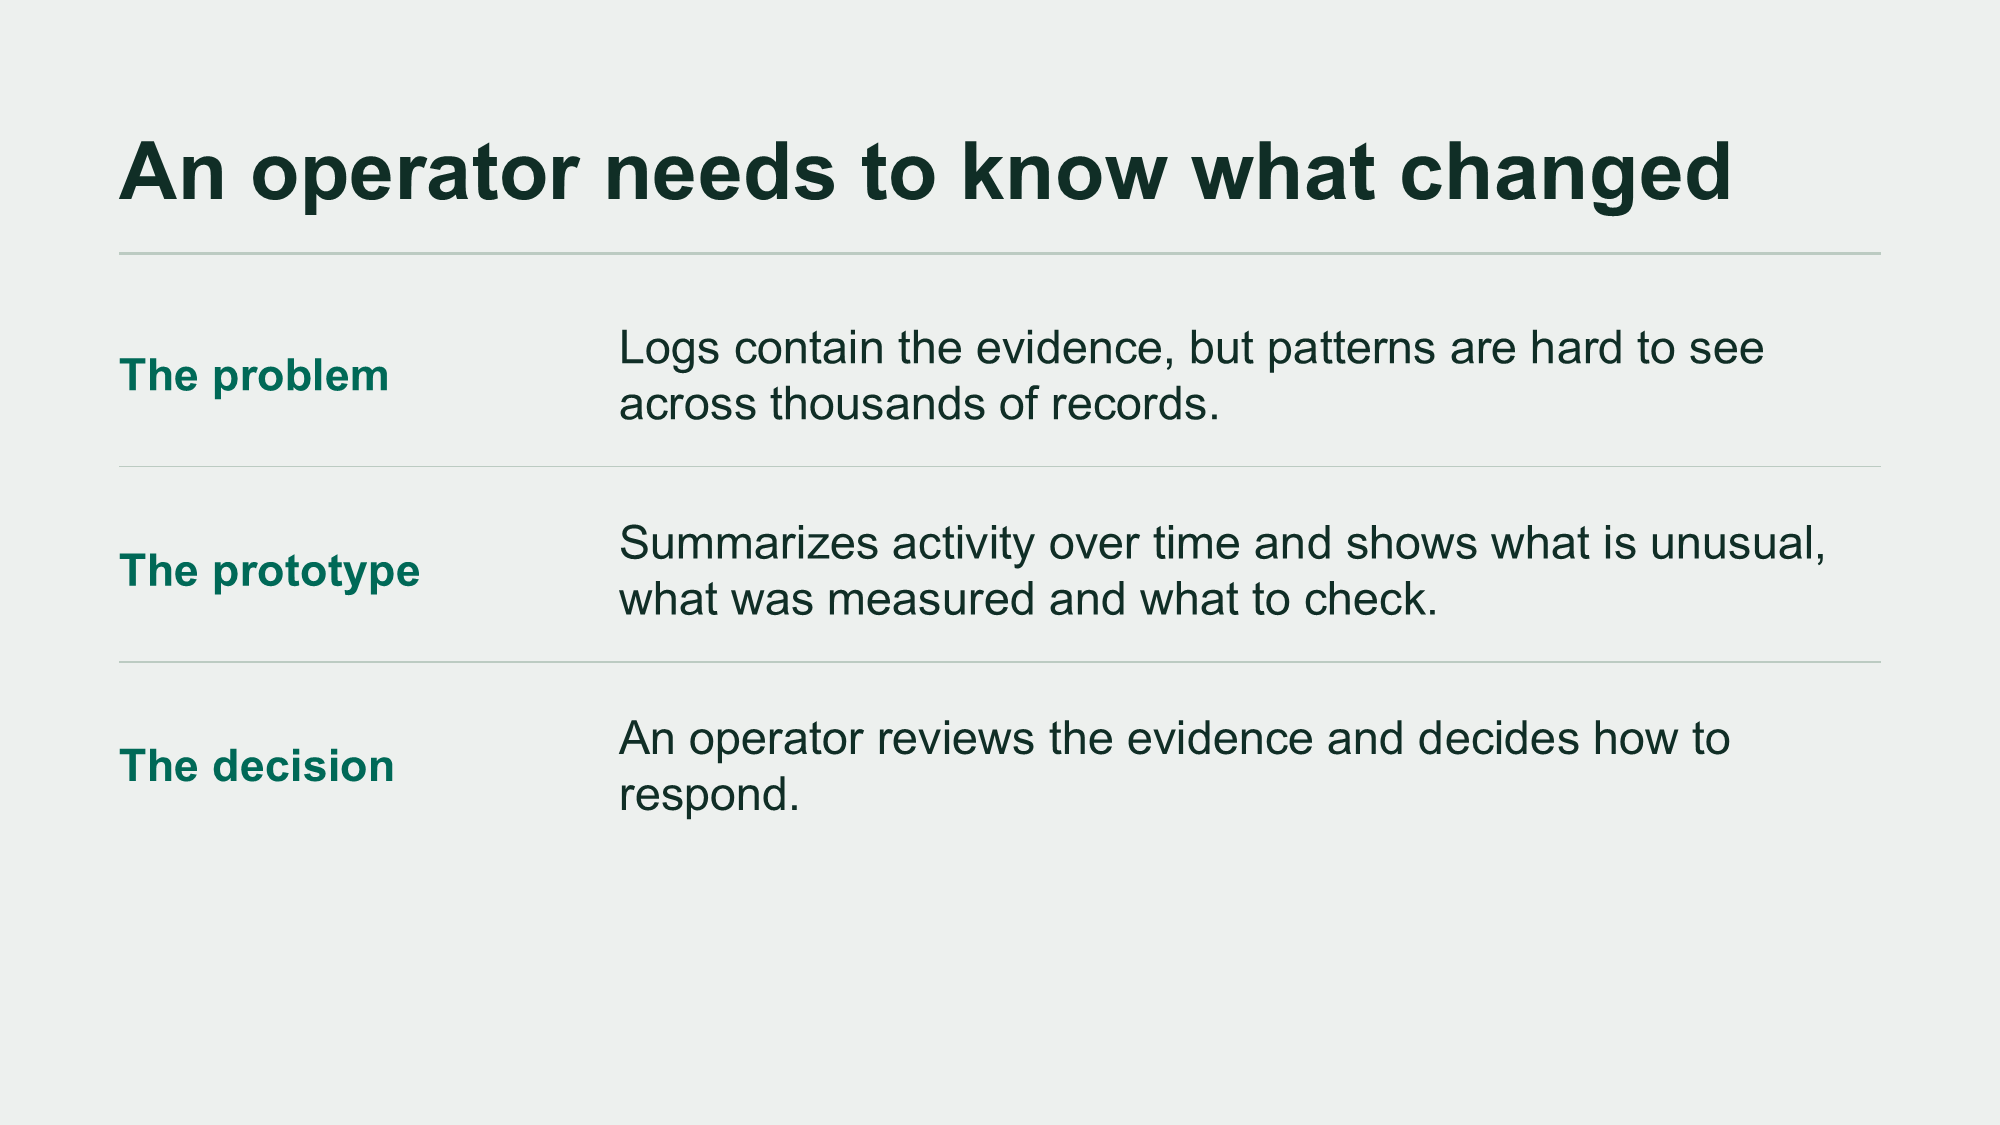 An operator needs to know what changed
The problem
Logs contain the evidence, but patterns are hard to see
across thousands of records.
The prototype
Summarizes activity over time and shows what is unusual,
what was measured and what to check.
The decision
An operator reviews the evidence and decides how to
respond.